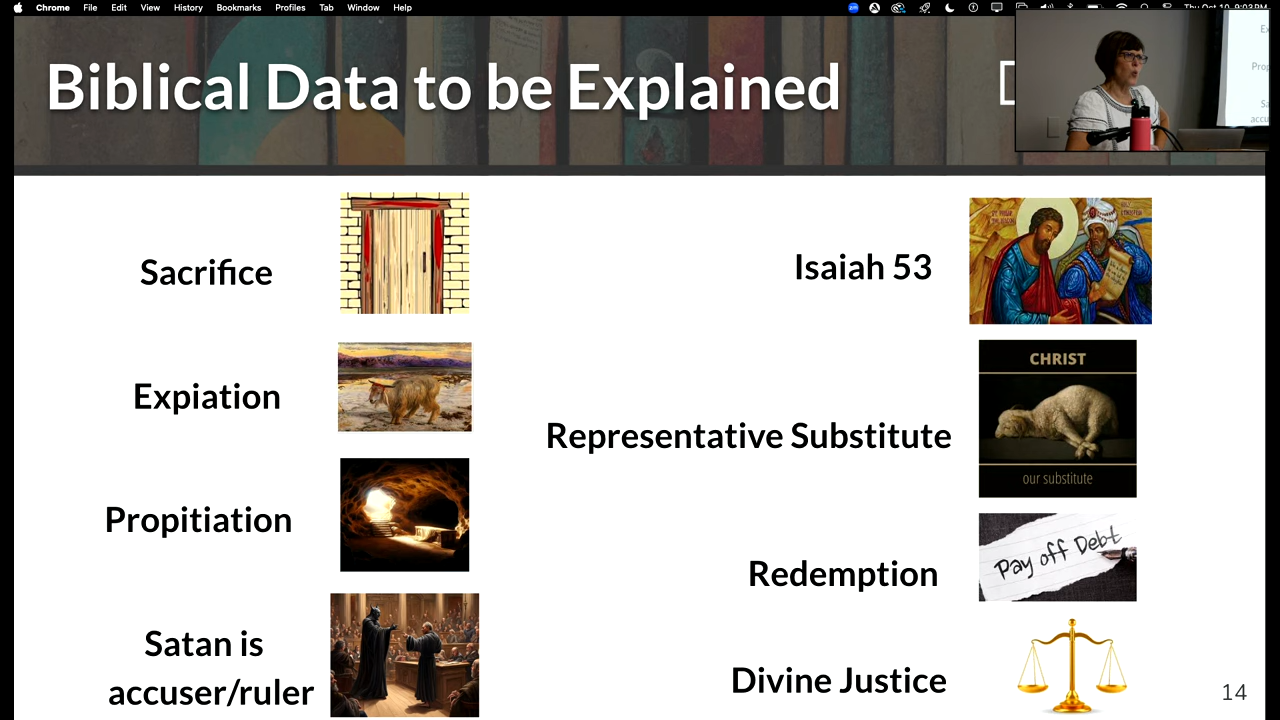 Chrome File Edit View History Bookmarks Profiles Tab Window Help
Biblical Data to be Explained
Sacrifice
Expiation
Propitiation
Satan is
accuser/ruler
Isaiah 53
Representative Substitute
CHRIST
our substitute
Redemption
Pay off Debt
Divine Justice
14